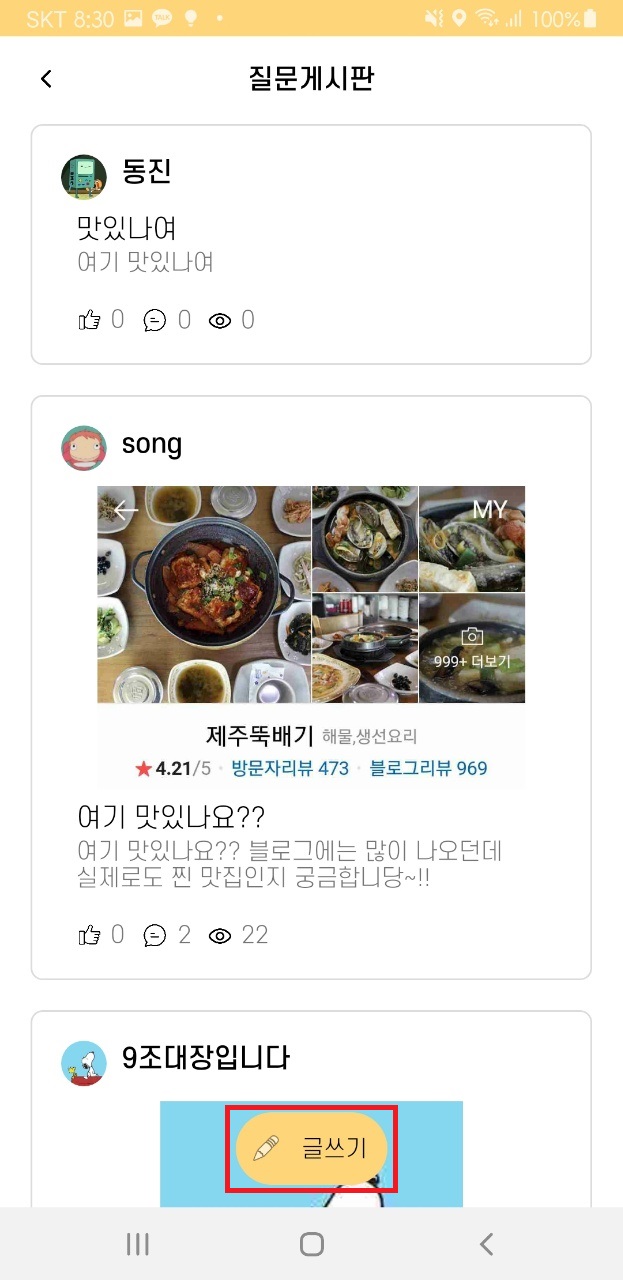 SKT 8:30 TALK 100%
질문게시판
동진
맛있나여
여기 맛있나여
0 0 0
song
MY
999+ 더보기
제주뚝배기 해물,생선요리
★4.21/5 · 방문자리뷰 473 · 블로그리뷰 969
여기 맛있나요??
여기 맛있나요?? 블로그에는 많이 나오던데
실제로도 찐 맛집인지 궁금합니당~!!
0 2 22
9조대장입니다
글쓰기